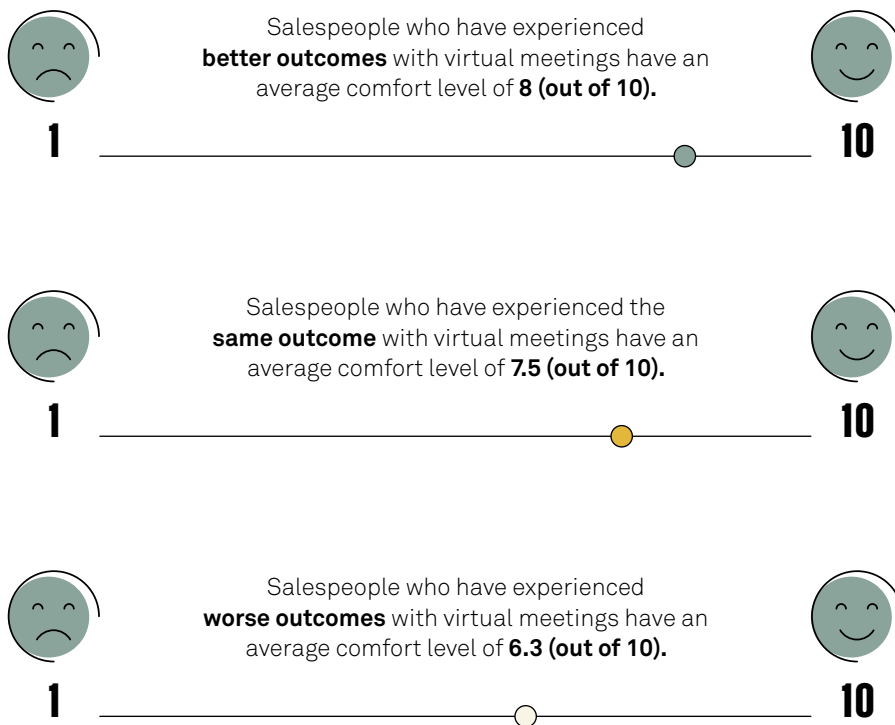 Salespeople who have experienced
better outcomes with virtual meetings have an
average comfort level of 8 (out of 10).
1
10
Salespeople who have experienced the
same outcome with virtual meetings have an
average comfort level of 7.5 (out of 10).
1
10
Salespeople who have experienced
worse outcomes with virtual meetings have an
average comfort level of 6.3 (out of 10).
1
10